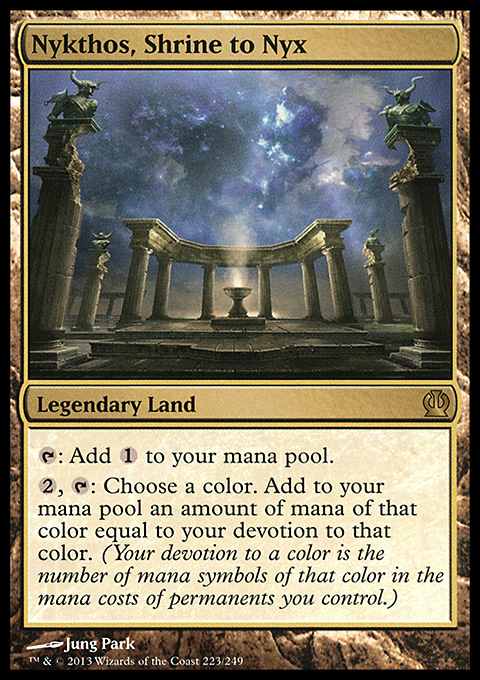 Nykthos, Shrine to Nyx
Legendary Land
: Add 1 to your mana pool.
2, : Choose a color. Add to your
mana pool an amount of mana of that
color equal to your devotion to that
color. (Your devotion to a color is the
number of mana symbols of that color in the
mana costs of permanents you control.)
Jung Park
™ & © 2013 Wizards of the Coast 223/249